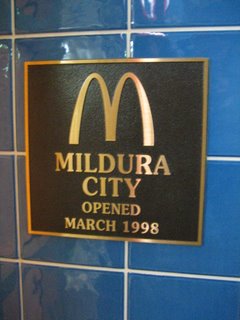 MILDURA
CITY
OPENED
MARCH 1998